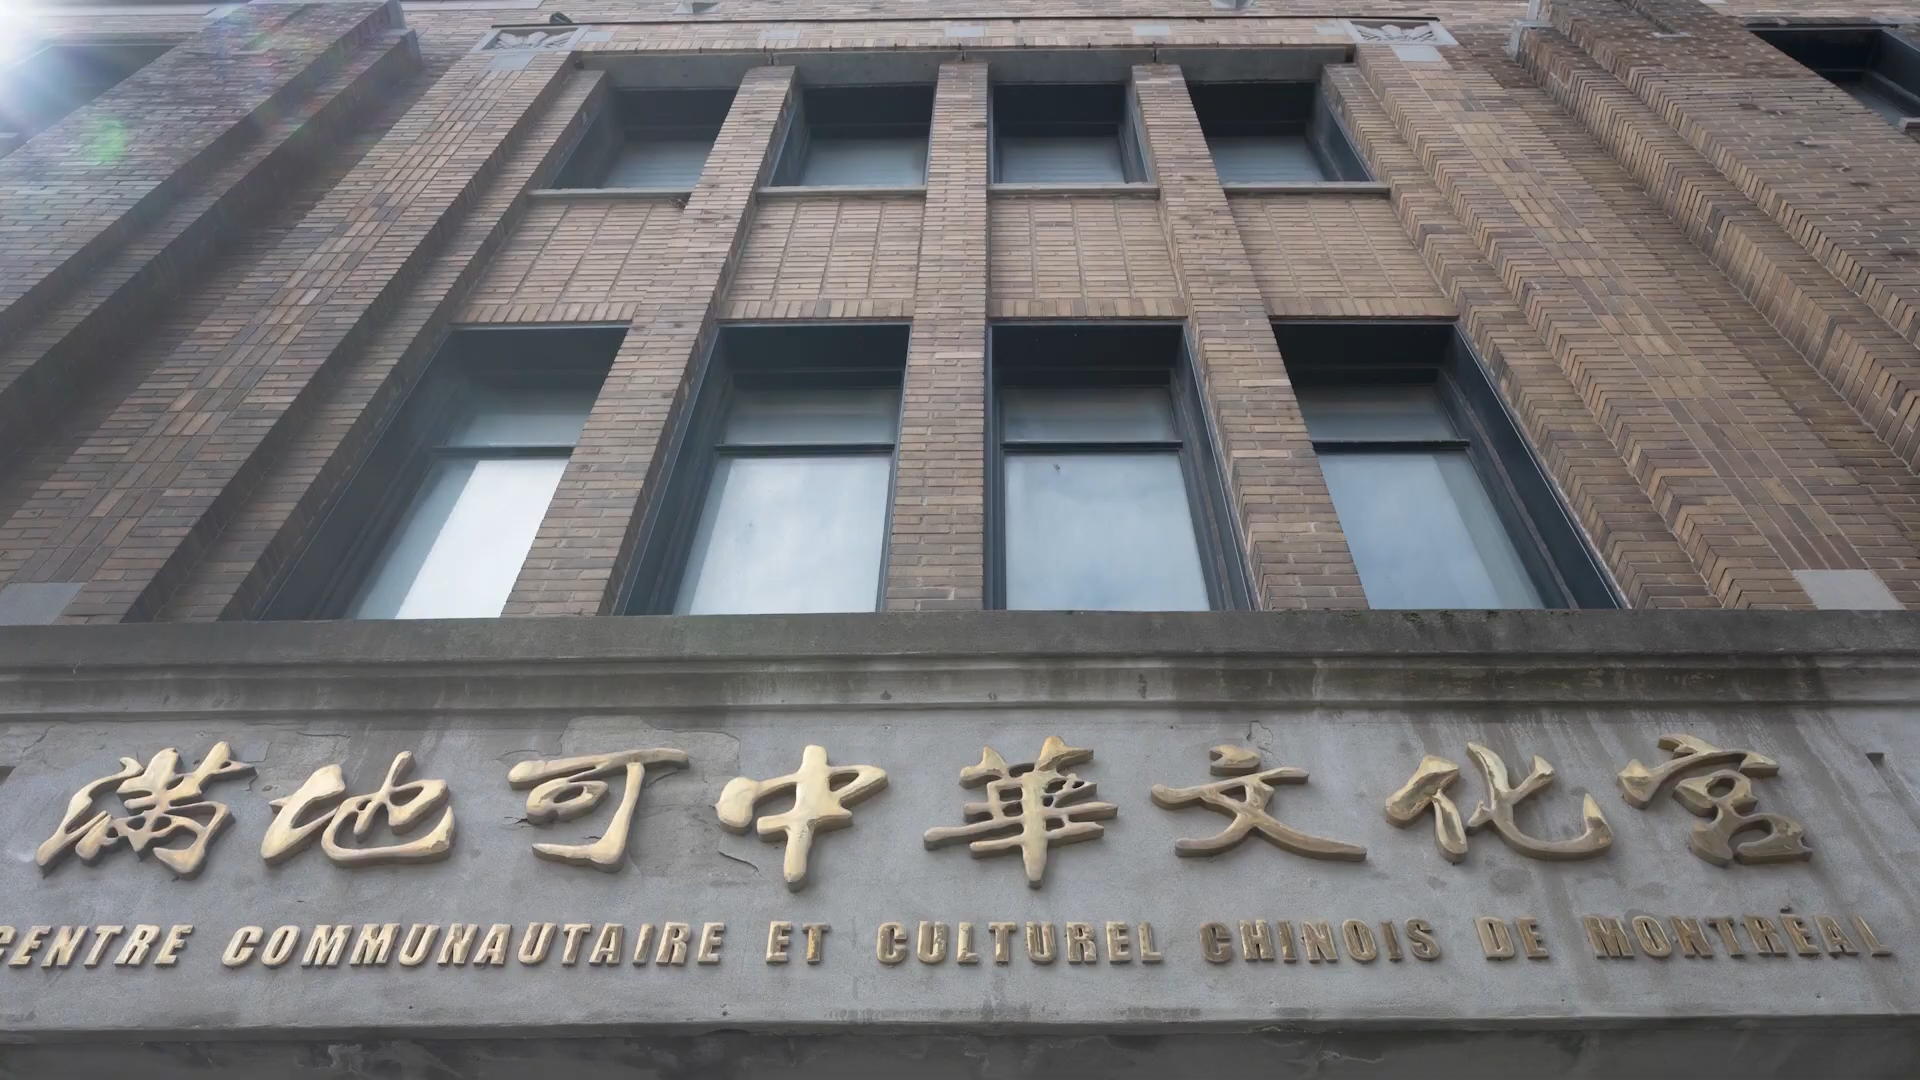 滿地可中華文化宮
CENTRE COMMUNAUTAIRE ET CULTUREL CHINOIS DE MONTRÉAL